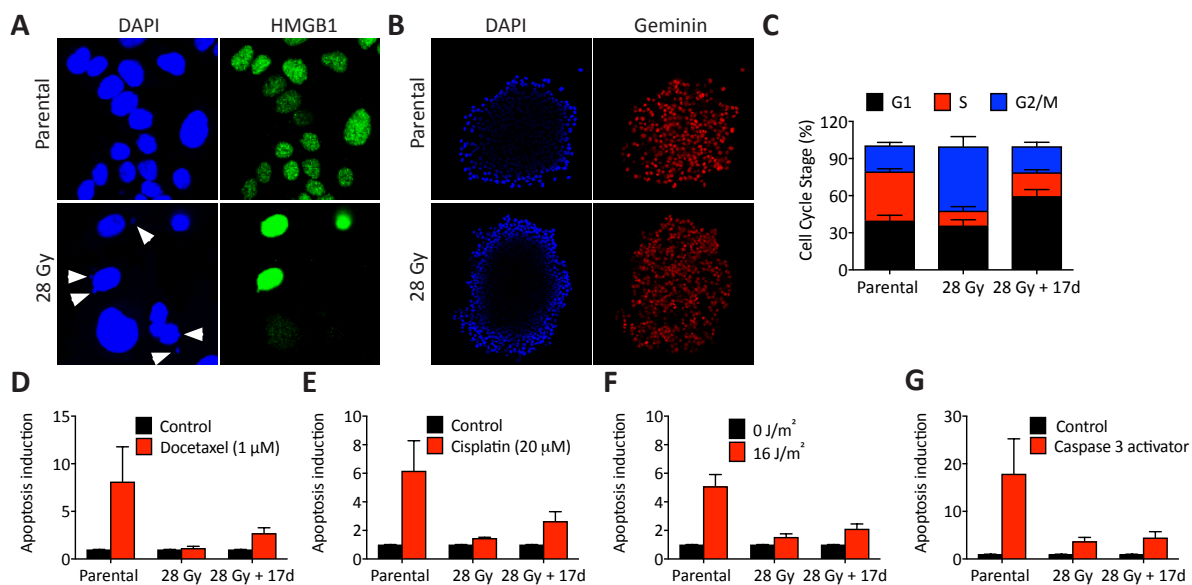 A
DAPI
HMGB1
Parental
28 Gy
B
DAPI
Geminin
Parental
28 Gy
C
G1 S G2/M
Cell Cycle Stage (%)
120
90
60
30
0
Parental 28 Gy 28 Gy + 17d
D
Control
Docetaxel (1 µM)
Apoptosis induction
15
10
5
0
Parental 28 Gy 28 Gy + 17d
E
Control
Cisplatin (20 µM)
Apoptosis induction
10
8
6
4
2
0
Parental 28 Gy 28 Gy + 17d
F
0 J/m²
16 J/m²
Apoptosis induction
10
8
6
4
2
0
Parental 28 Gy 28 Gy + 17d
G
Control
Caspase 3 activator
Apoptosis induction
30
20
10
0
Parental 28 Gy 28 Gy + 17d